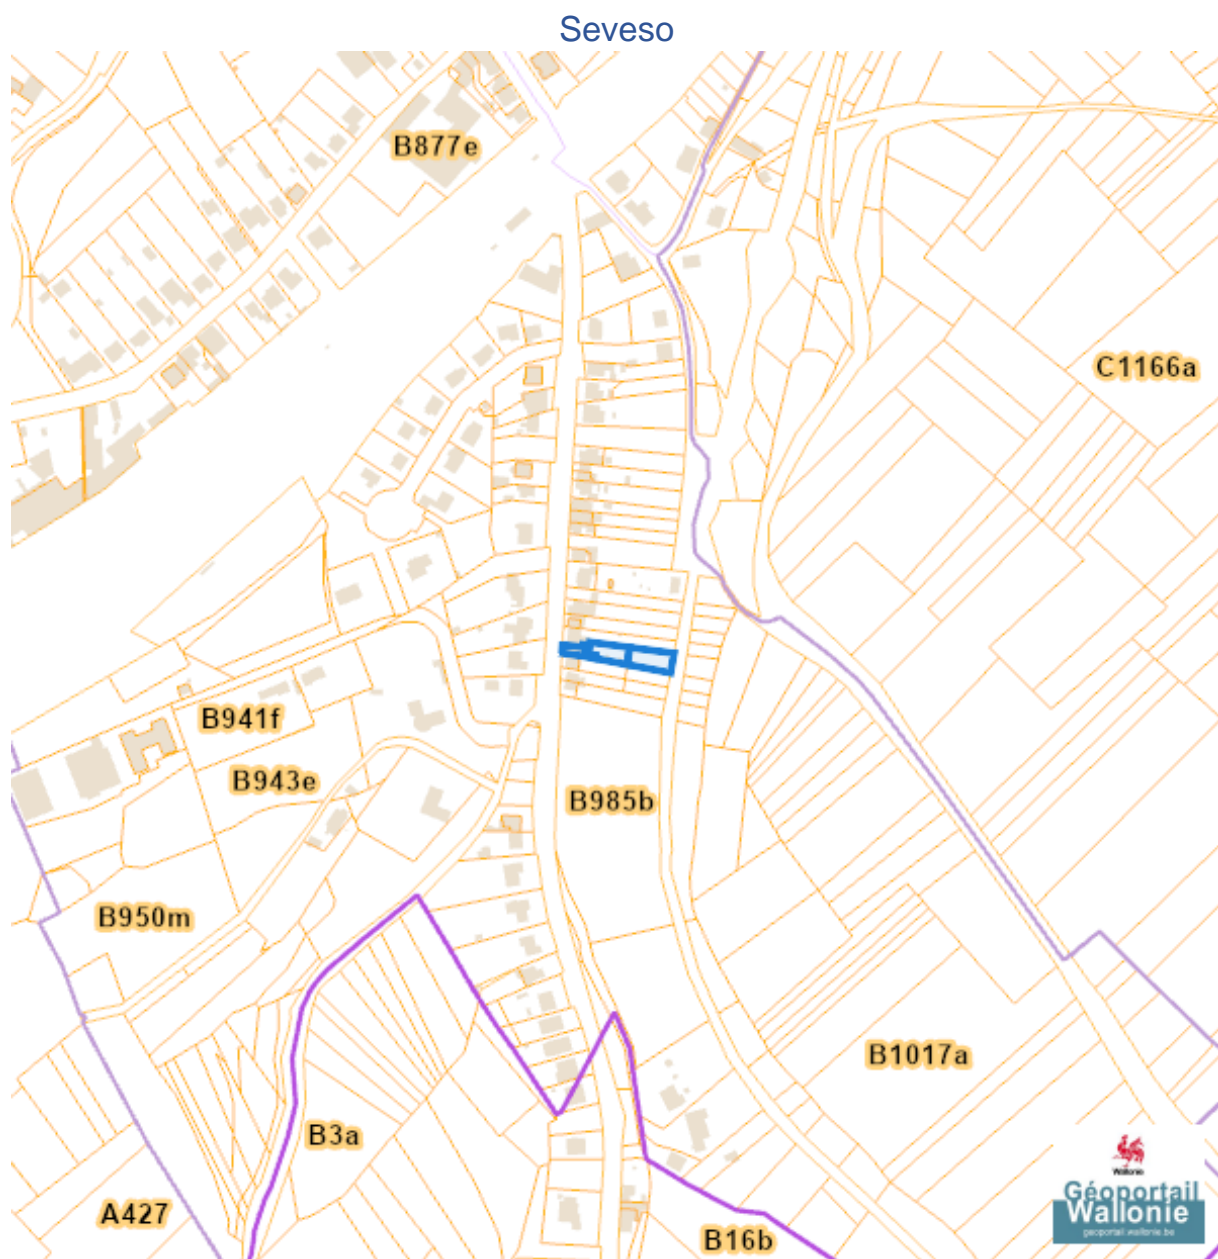 Seveso
B877e
C1166a
B941f
B943e
B985b
B950m
B1017a
B3a
A427
B16b
Wallonie
Géoportail
Wallonie
geoportail.wallonie.be